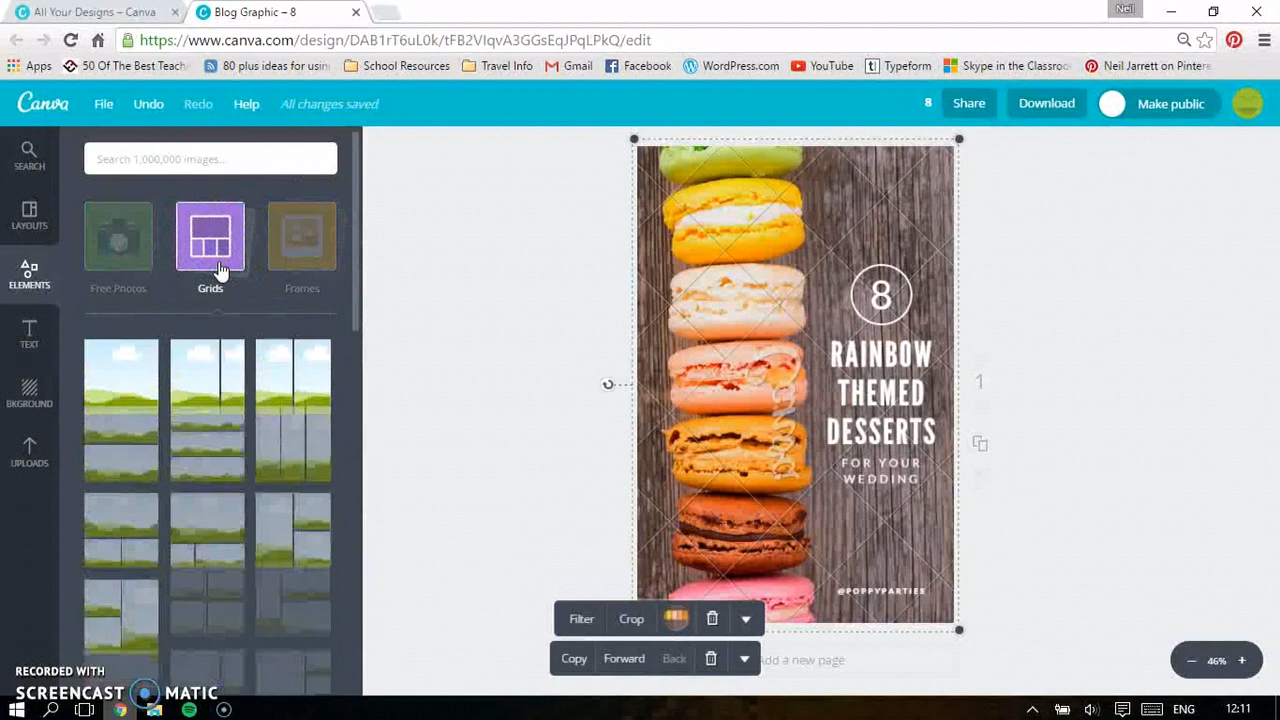 All Your Designs – Canva
Blog Graphic – 8
Neil
https://www.canva.com/design/DAB1rT6uL0k/tFB2VIqvA3GGsEqJPqLPkQ/edit
Apps
50 Of The Best Teach
80 plus ideas for usin
School Resources
Travel Info
Gmail
Facebook
WordPress.com
YouTube
Typeform
Skype in the Classro
Neil Jarrett on Pinter
Canva
File
Undo
Redo
Help
All changes saved
8
Share
Download
Make public
SEARCH
LAYOUTS
ELEMENTS
TEXT
BKGROUND
UPLOADS
Search 1,000,000 images...
Free Photos
Grids
Frames
8
RAINBOW
THEMED
DESSERTS
FOR YOUR
WEDDING
@POPPYPARTIES
Canva
1
Filter
Crop
Copy
Forward
Back
Add a new page
46%
RECORDED WITH
SCREENCAST MATIC
ENG
12:11